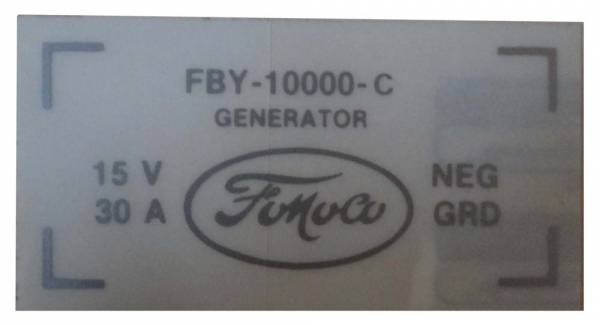 FBY-10000-C
GENERATOR
15 V
30 A
FoMoCo
NEG
GRD